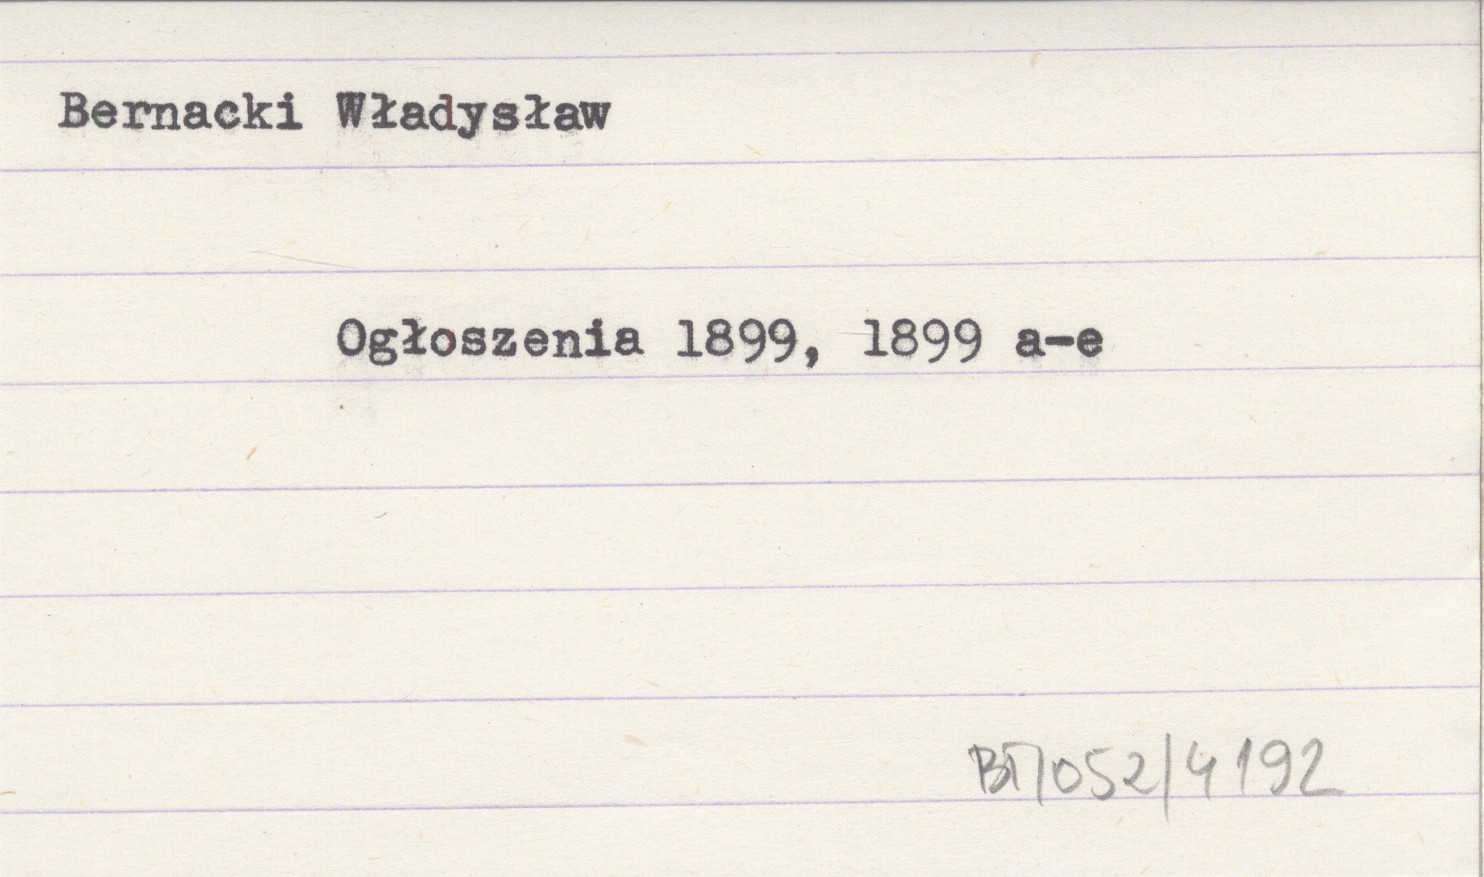 Bernacki Władysław
Ogłoszenia 1899, 1899 a-e
BT/052/4192